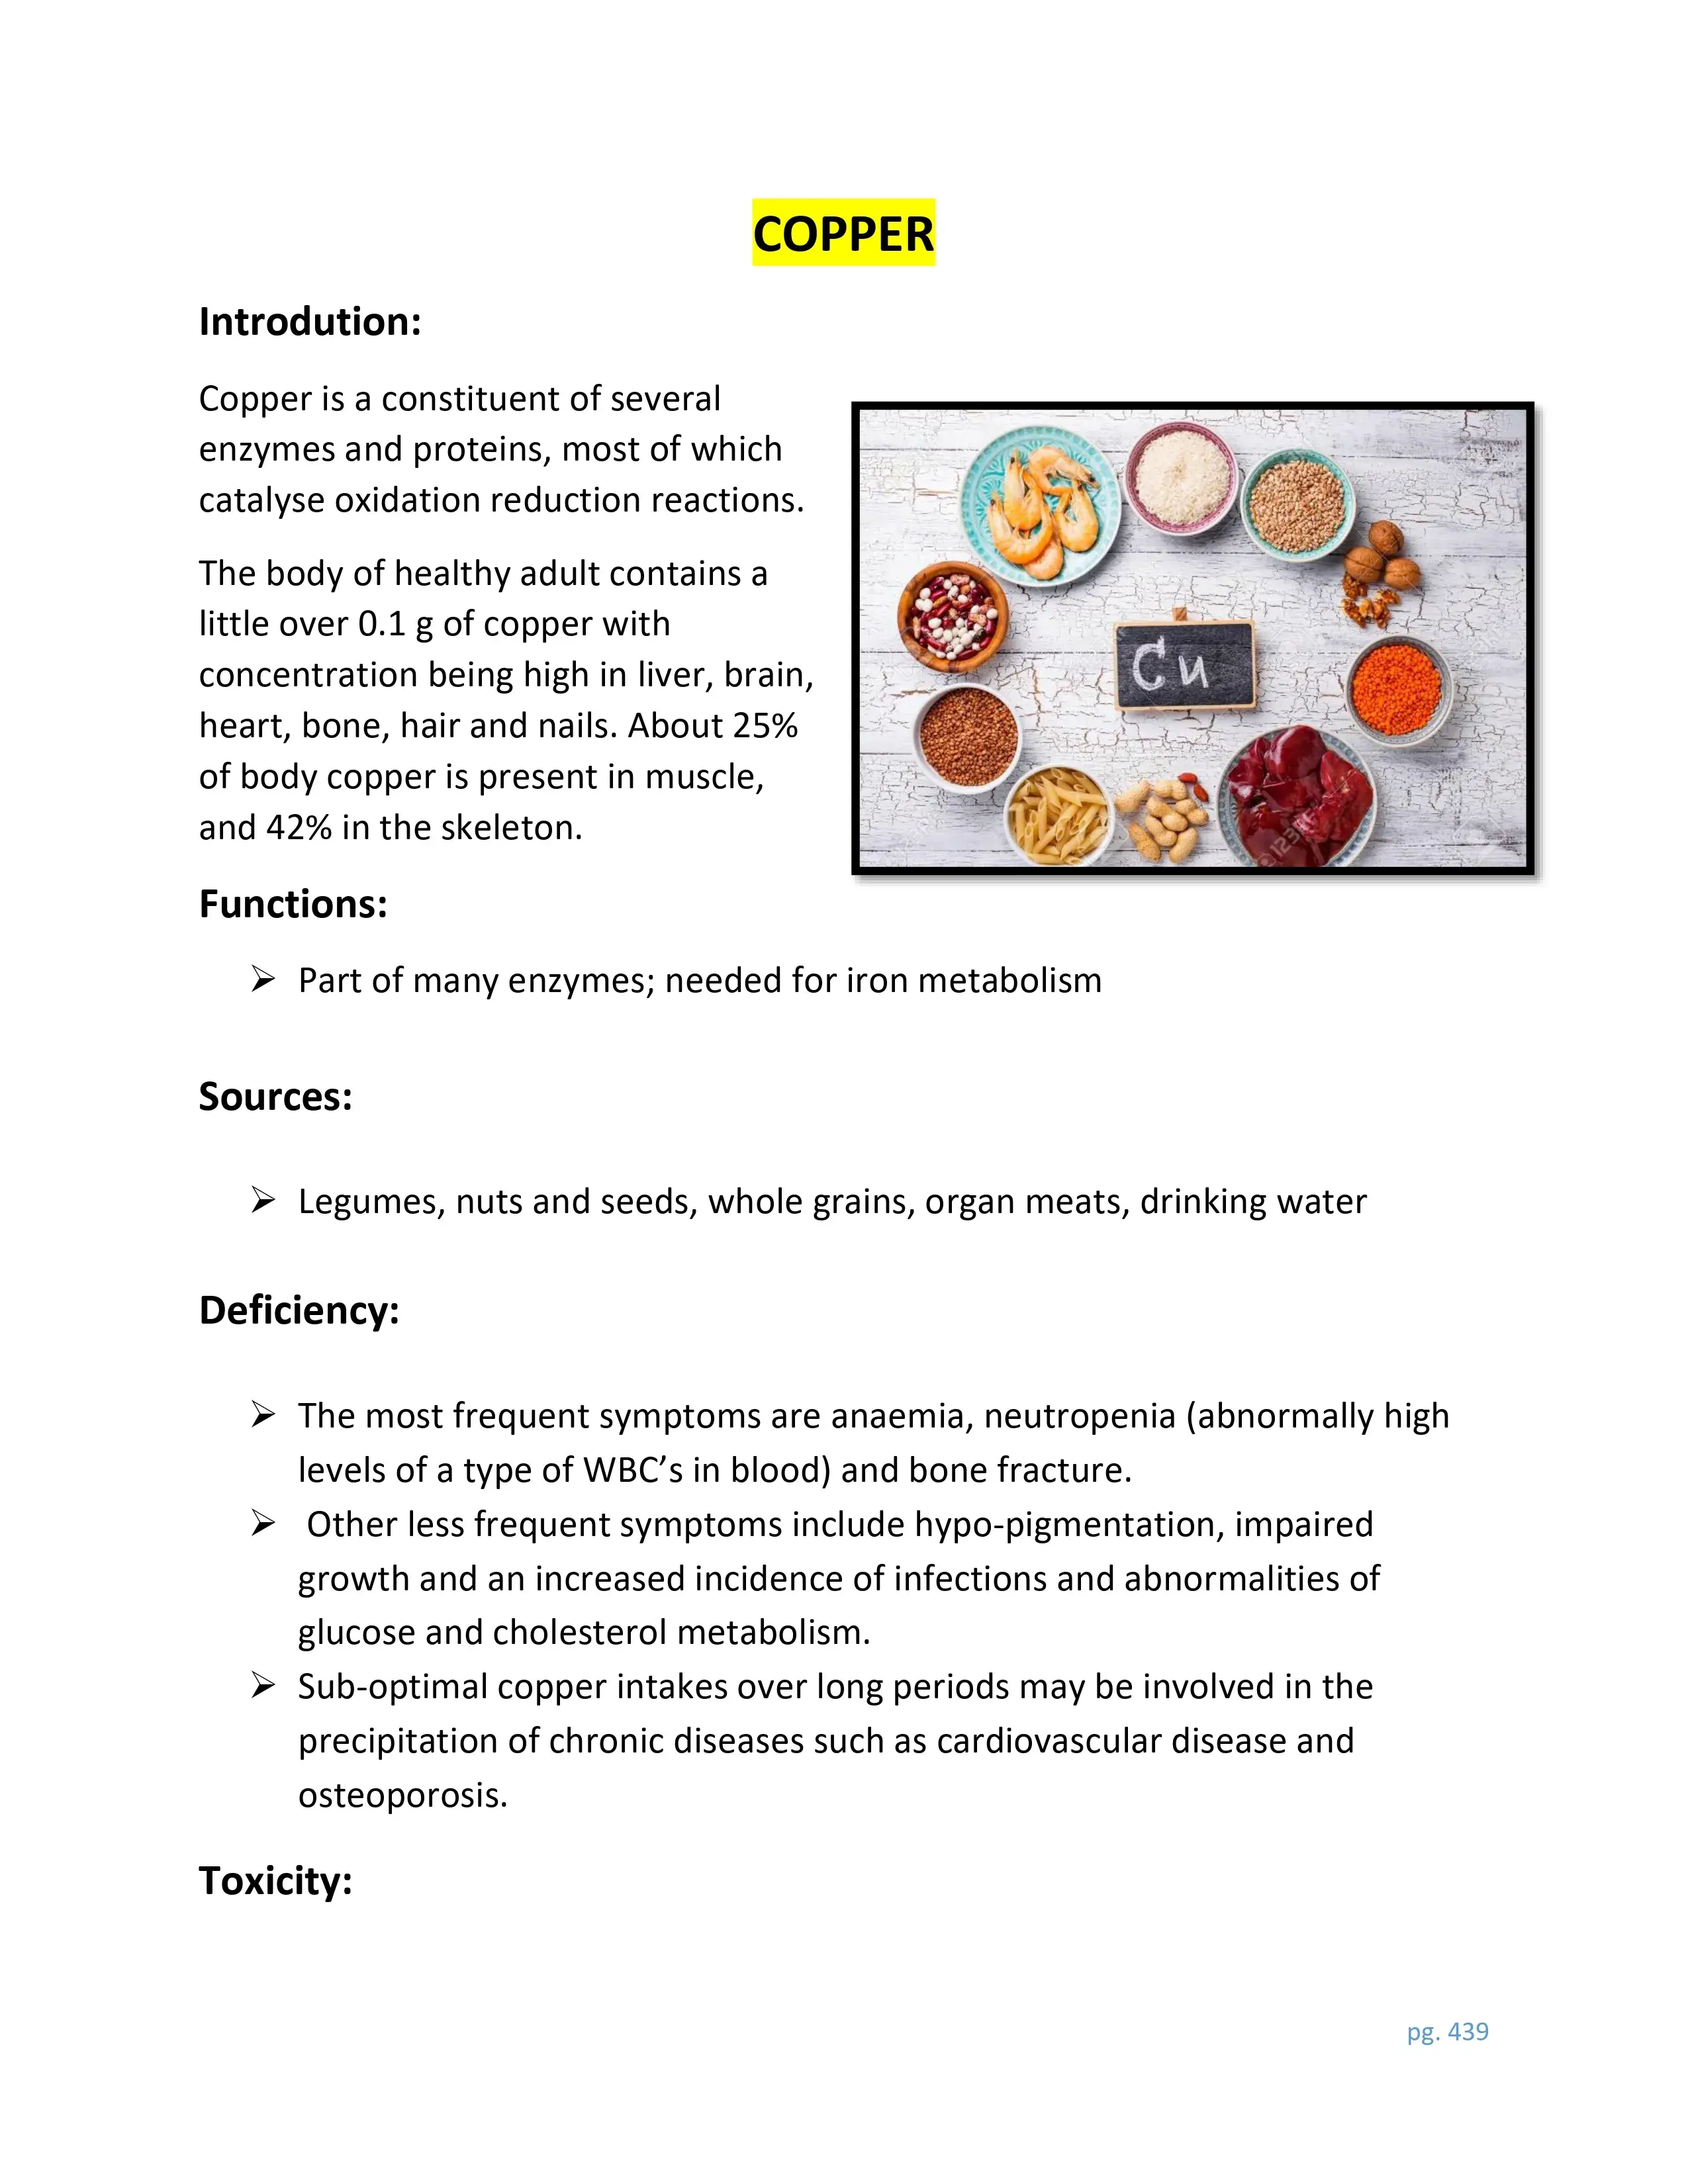 COPPER
Introdution:
Copper is a constituent of several
enzymes and proteins, most of which
catalyse oxidation reduction reactions.
The body of healthy adult contains a
little over 0.1 g of copper with
concentration being high in liver, brain,
heart, bone, hair and nails. About 25%
of body copper is present in muscle,
and 42% in the skeleton.
Cu
Functions:
➢ Part of many enzymes; needed for iron metabolism
Sources:
➢ Legumes, nuts and seeds, whole grains, organ meats, drinking water
Deficiency:
➢ The most frequent symptoms are anaemia, neutropenia (abnormally high
levels of a type of WBC’s in blood) and bone fracture.
➢ Other less frequent symptoms include hypo-pigmentation, impaired
growth and an increased incidence of infections and abnormalities of
glucose and cholesterol metabolism.
➢ Sub-optimal copper intakes over long periods may be involved in the
precipitation of chronic diseases such as cardiovascular disease and
osteoporosis.
Toxicity:
pg. 439